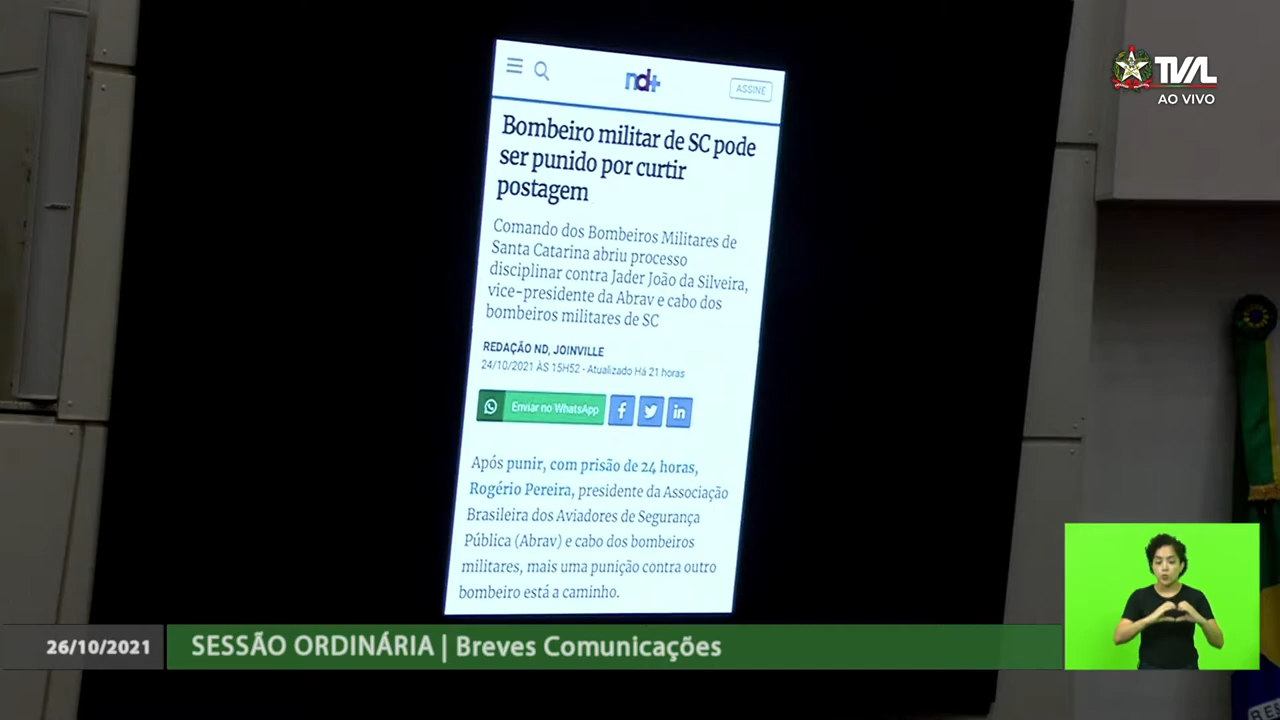 TVAL
AO VIVO
nd+
ASSINE
Bombeiro militar de SC pode
ser punido por curtir
postagem
Comando dos Bombeiros Militares de
Santa Catarina abriu processo
disciplinar contra Jader João da Silveira,
vice-presidente da Abrav e cabo dos
bombeiros militares de SC
REDAÇÃO ND, JOINVILLE
24/10/2021 ÀS 15H52 - Atualizado Há 21 horas
Enviar no WhatsApp
Após punir, com prisão de 24 horas,
Rogério Pereira, presidente da Associação
Brasileira dos Aviadores de Segurança
Pública (Abrav) e cabo dos bombeiros
militares, mais uma punição contra outro
bombeiro está a caminho.
26/10/2021
SESSÃO ORDINÁRIA | Breves Comunicações